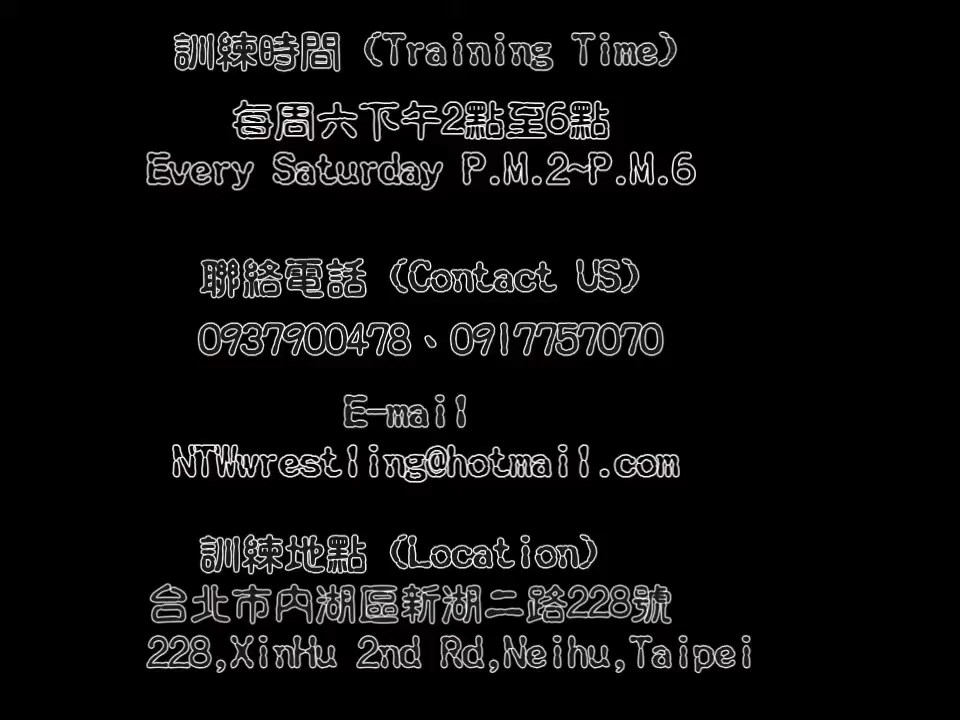 訓練時間 (Training Time)
每周六下午2點至6點
Every Saturday P.M.2~P.M.6
聯絡電話 (Contact US)
0937900478、0917757070
E-mail
NTWwrestling@hotmail.com
訓練地點 (Location)
台北市內湖區新湖二路228號
228,XinHu 2nd Rd,Neihu,Taipei